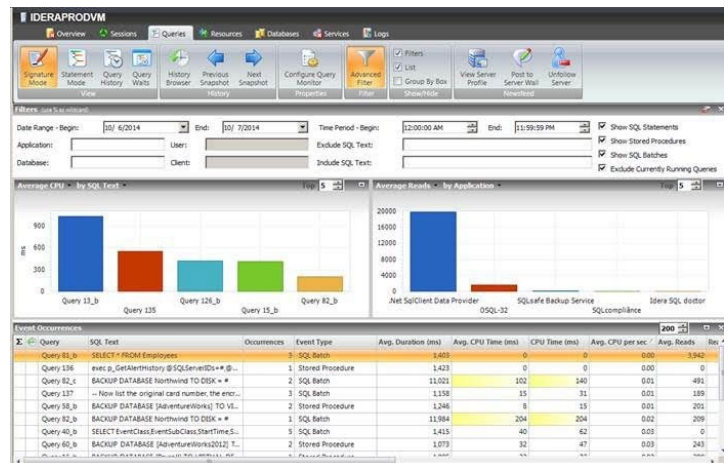 IDERAPRODVM
Overview Sessions Queries Resources Databases Services Logs
Signature Mode Statement Mode Query History Query Waits History Browser Previous Snapshot Next Snapshot Configure Query Monitor Advanced Filter Filters List Group By Box View Server Profile Post to Server Wall Unfollow Server
View History Properties Filter Show/Hide Newsfeed
Filters (use % as wildcard)
Date Range - Begin: 10/ 6/2014 End: 10/ 7/2014 Time Period - Begin: 12:00:00 AM End: 11:59:59 PM Show SQL Statements
Application: User: Exclude SQL Text: Show Stored Procedures
Database: Client: Include SQL Text: Show SQL Batches
Exclude Currently Running Queries
Average CPU by SQL Text Top 5 Average Reads by Application Top 5
ms
900
600
300
0
Query 13_b Query 135 Query 126_b Query 15_b Query 82_b
20000
16000
12000
8000
4000
0
.Net SqlClient Data Provider OSQL-32 SQLsafe Backup Service SQLcompliance Idera SQL doctor
Event Occurrences 200
Σ Query SQL Text Occurrences Event Type Avg. Duration (ms) Avg. CPU Time (ms) CPU Time (ms) Avg. CPU per sec Avg. Reads
Query 81_b SELECT * FROM Employees 3 SQL Batch 1,403 0 0 0.00 3,942
Query 136 exec p_GetAlertHistory @SQLServerIDs=#,@... 1 Stored Procedure 1,423 0 0 0.00 0
Query 82_c BACKUP DATABASE Northwind TO DISK = # 2 SQL Batch 11,021 102 140 0.01 491
Query 137 -- Now list the original card number, the encr... 3 SQL Batch 1,158 15 31 0.01 189
Query 58_b BACKUP DATABASE [AdventureWorks] TO VI... 2 Stored Procedure 1,246 8 15 0.01 201
Query 82_b BACKUP DATABASE Northwind TO DISK = # 1 SQL Batch 11,984 204 204 0.02 209
Query 40_b SELECT EventClass,EventSubClass,StartTime,S... 5 SQL Batch 1,415 40 62 0.03 0
Query 60_b BACKUP DATABASE [AdventureWorks2012] T... 2 Stored Procedure 1,073 32 47 0.03 243